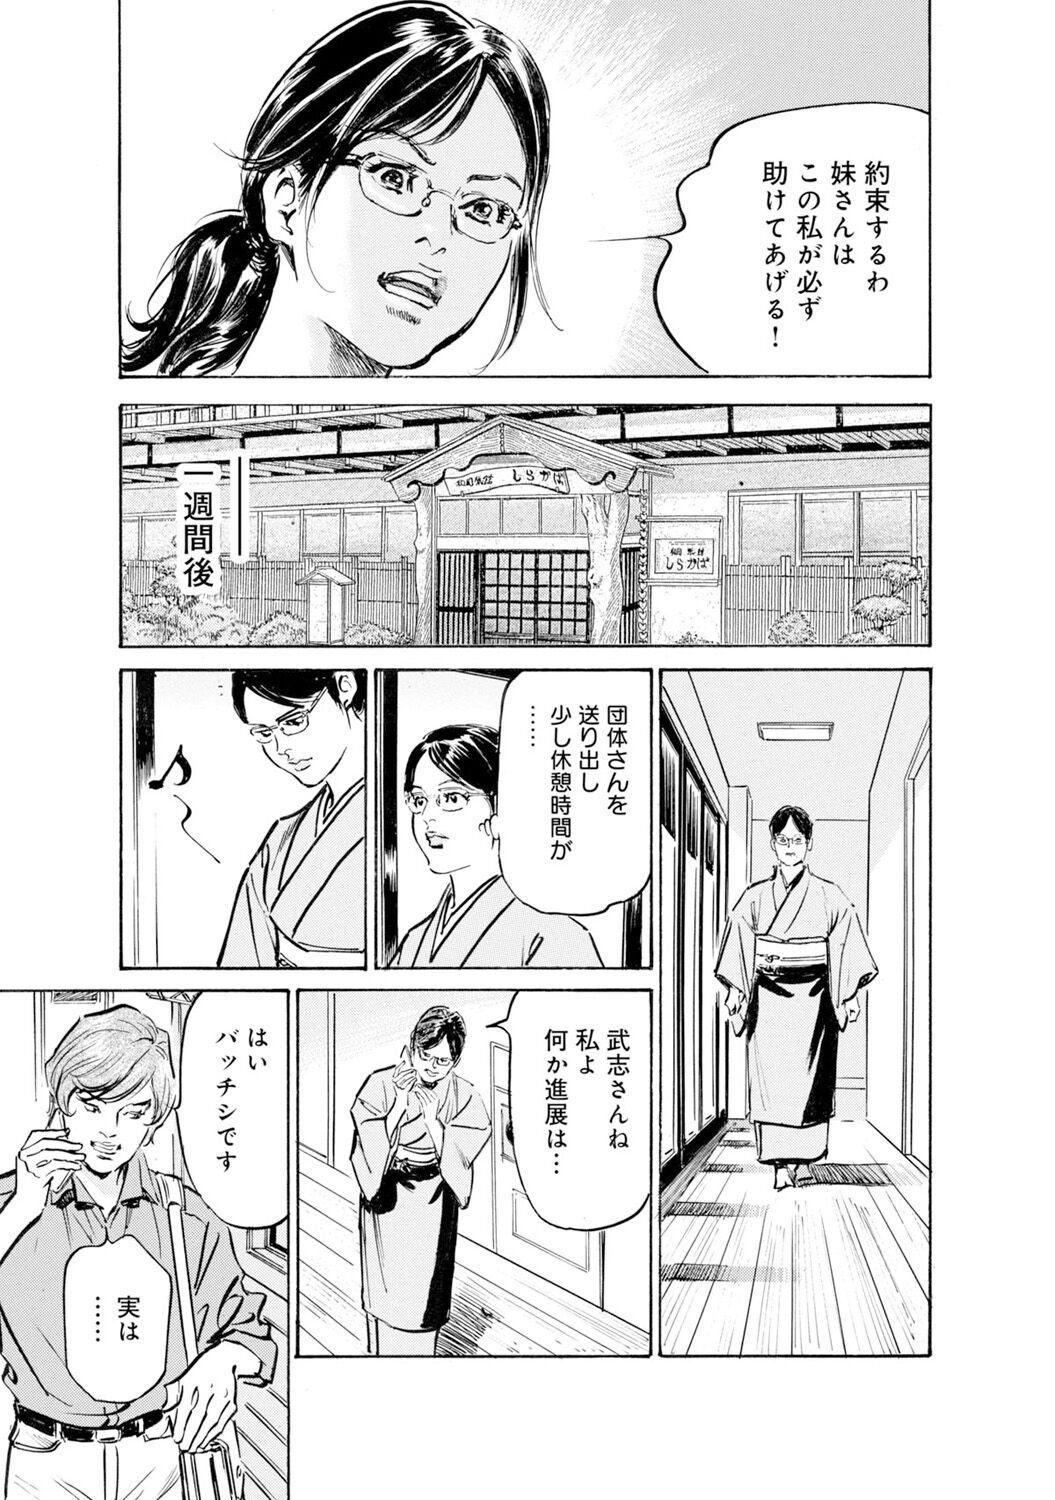 約束するわ
妹さんは
この私が必ず
助けてあげる！
一週間後
しらかば
しらかば
団体さんを
送り出し
少し休憩時間が
……
♪
武志さんね
私よ
何か進展は…
はい
バッチシです
実は
……